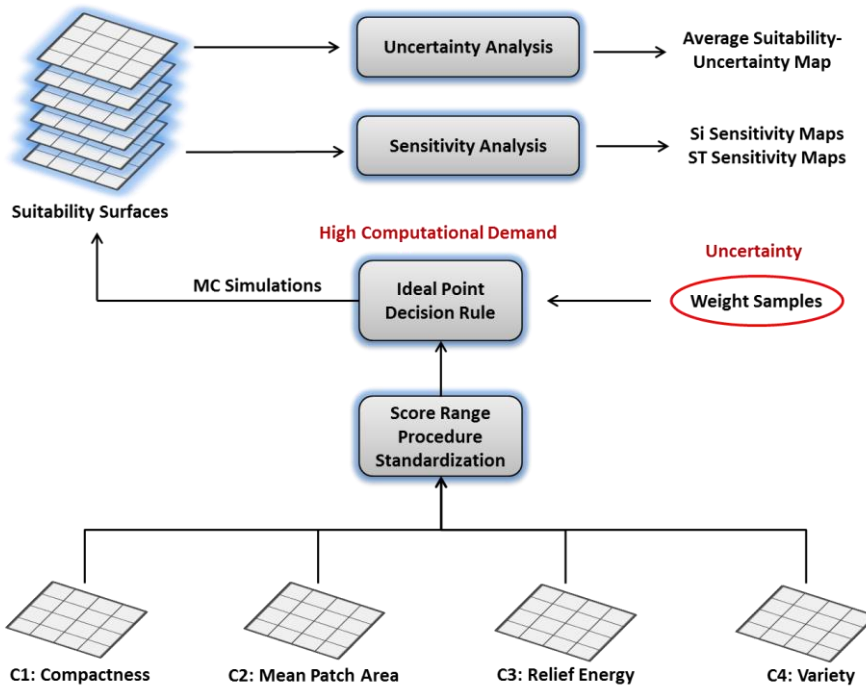 Uncertainty Analysis
Average Suitability-
Uncertainty Map
Sensitivity Analysis
Si Sensitivity Maps
ST Sensitivity Maps
Suitability Surfaces
High Computational Demand
Uncertainty
MC Simulations
Ideal Point
Decision Rule
Weight Samples
Score Range
Procedure
Standardization
C1: Compactness
C2: Mean Patch Area
C3: Relief Energy
C4: Variety